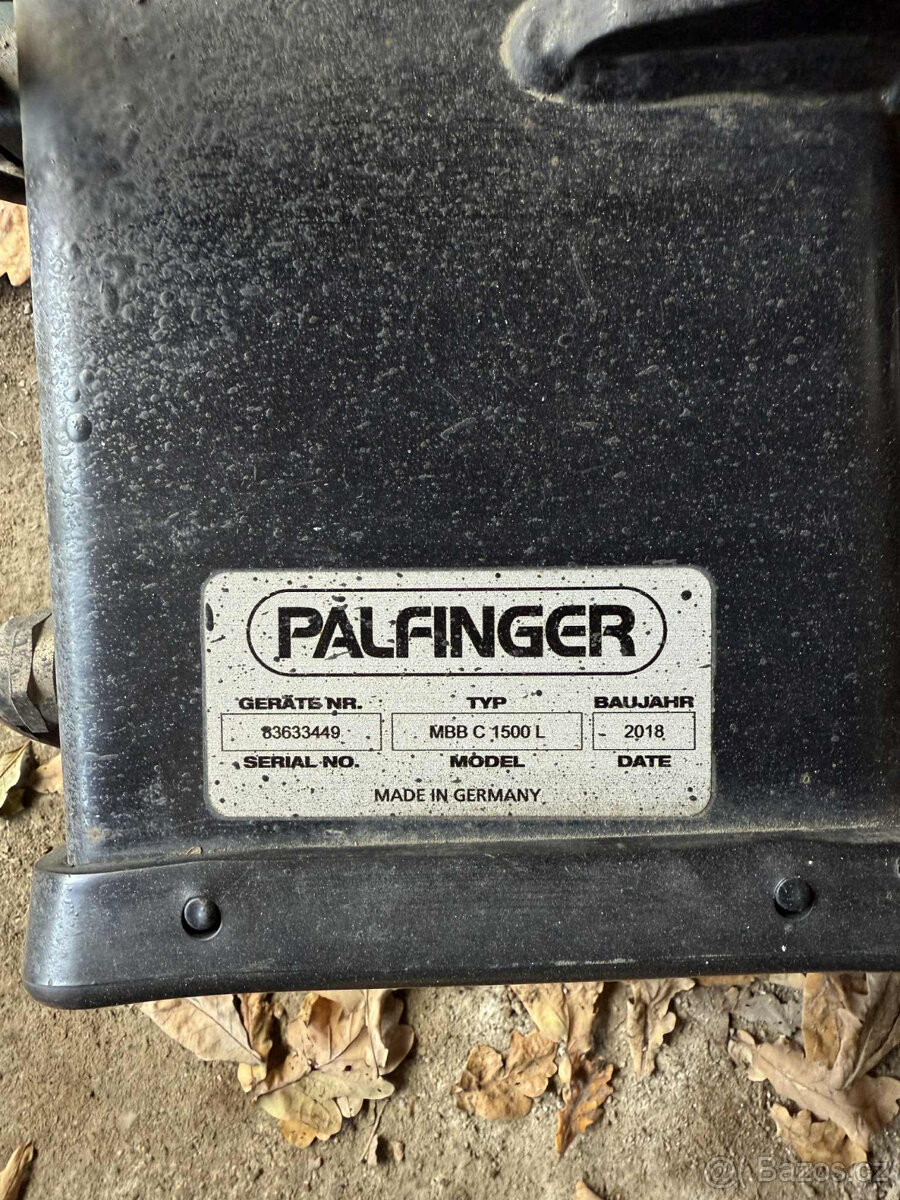 PALFINGER
GERÄTE NR. TYP BAUJAHR
83633449 MBB C 1500 L 2018
SERIAL NO. MODEL DATE
MADE IN GERMANY
Bazos.cz